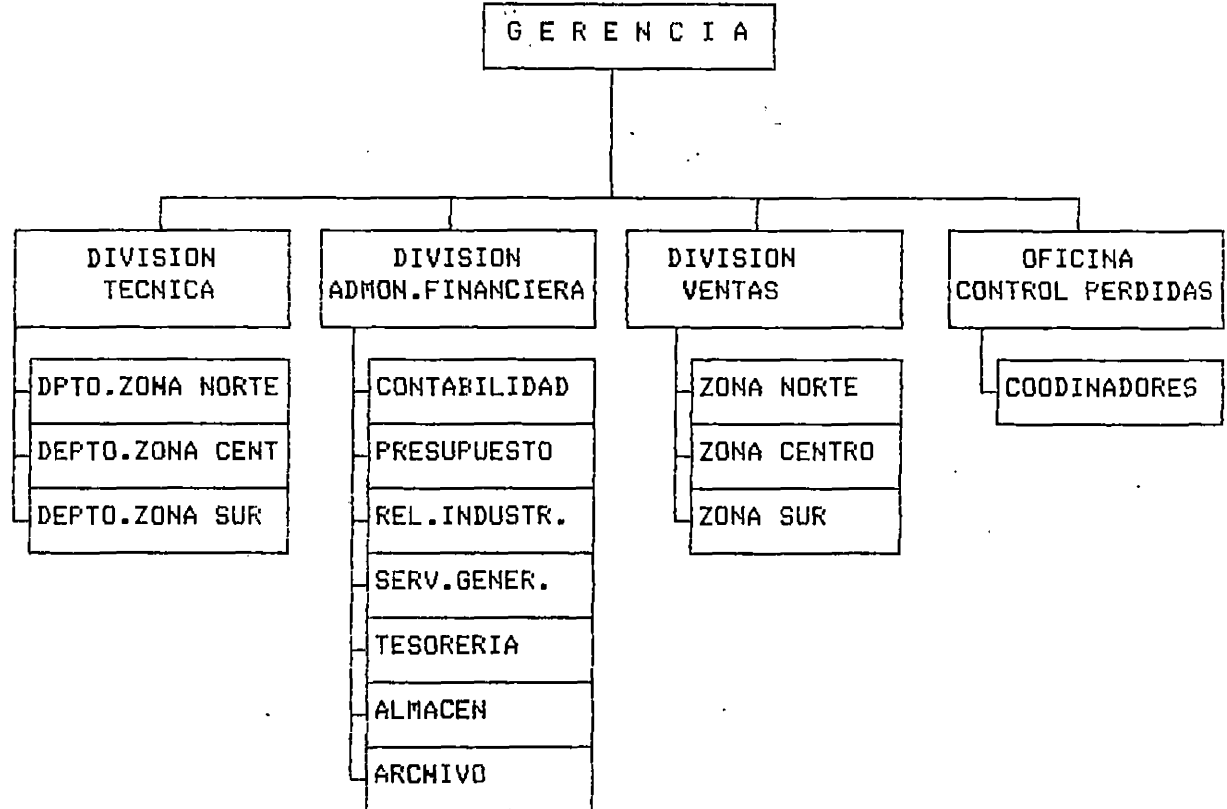 G E R E N C I A
DIVISION
TECNICA
DPTO.ZONA NORTE
DEPTO.ZONA CENT
DEPTO.ZONA SUR
DIVISION
ADMON.FINANCIERA
CONTABILIDAD
PRESUPUESTO
REL.INDUSTR.
SERV.GENER.
TESORERIA
ALMACEN
ARCHIVO
DIVISION
VENTAS
ZONA NORTE
ZONA CENTRO
ZONA SUR
OFICINA
CONTROL PERDIDAS
COODINADORES